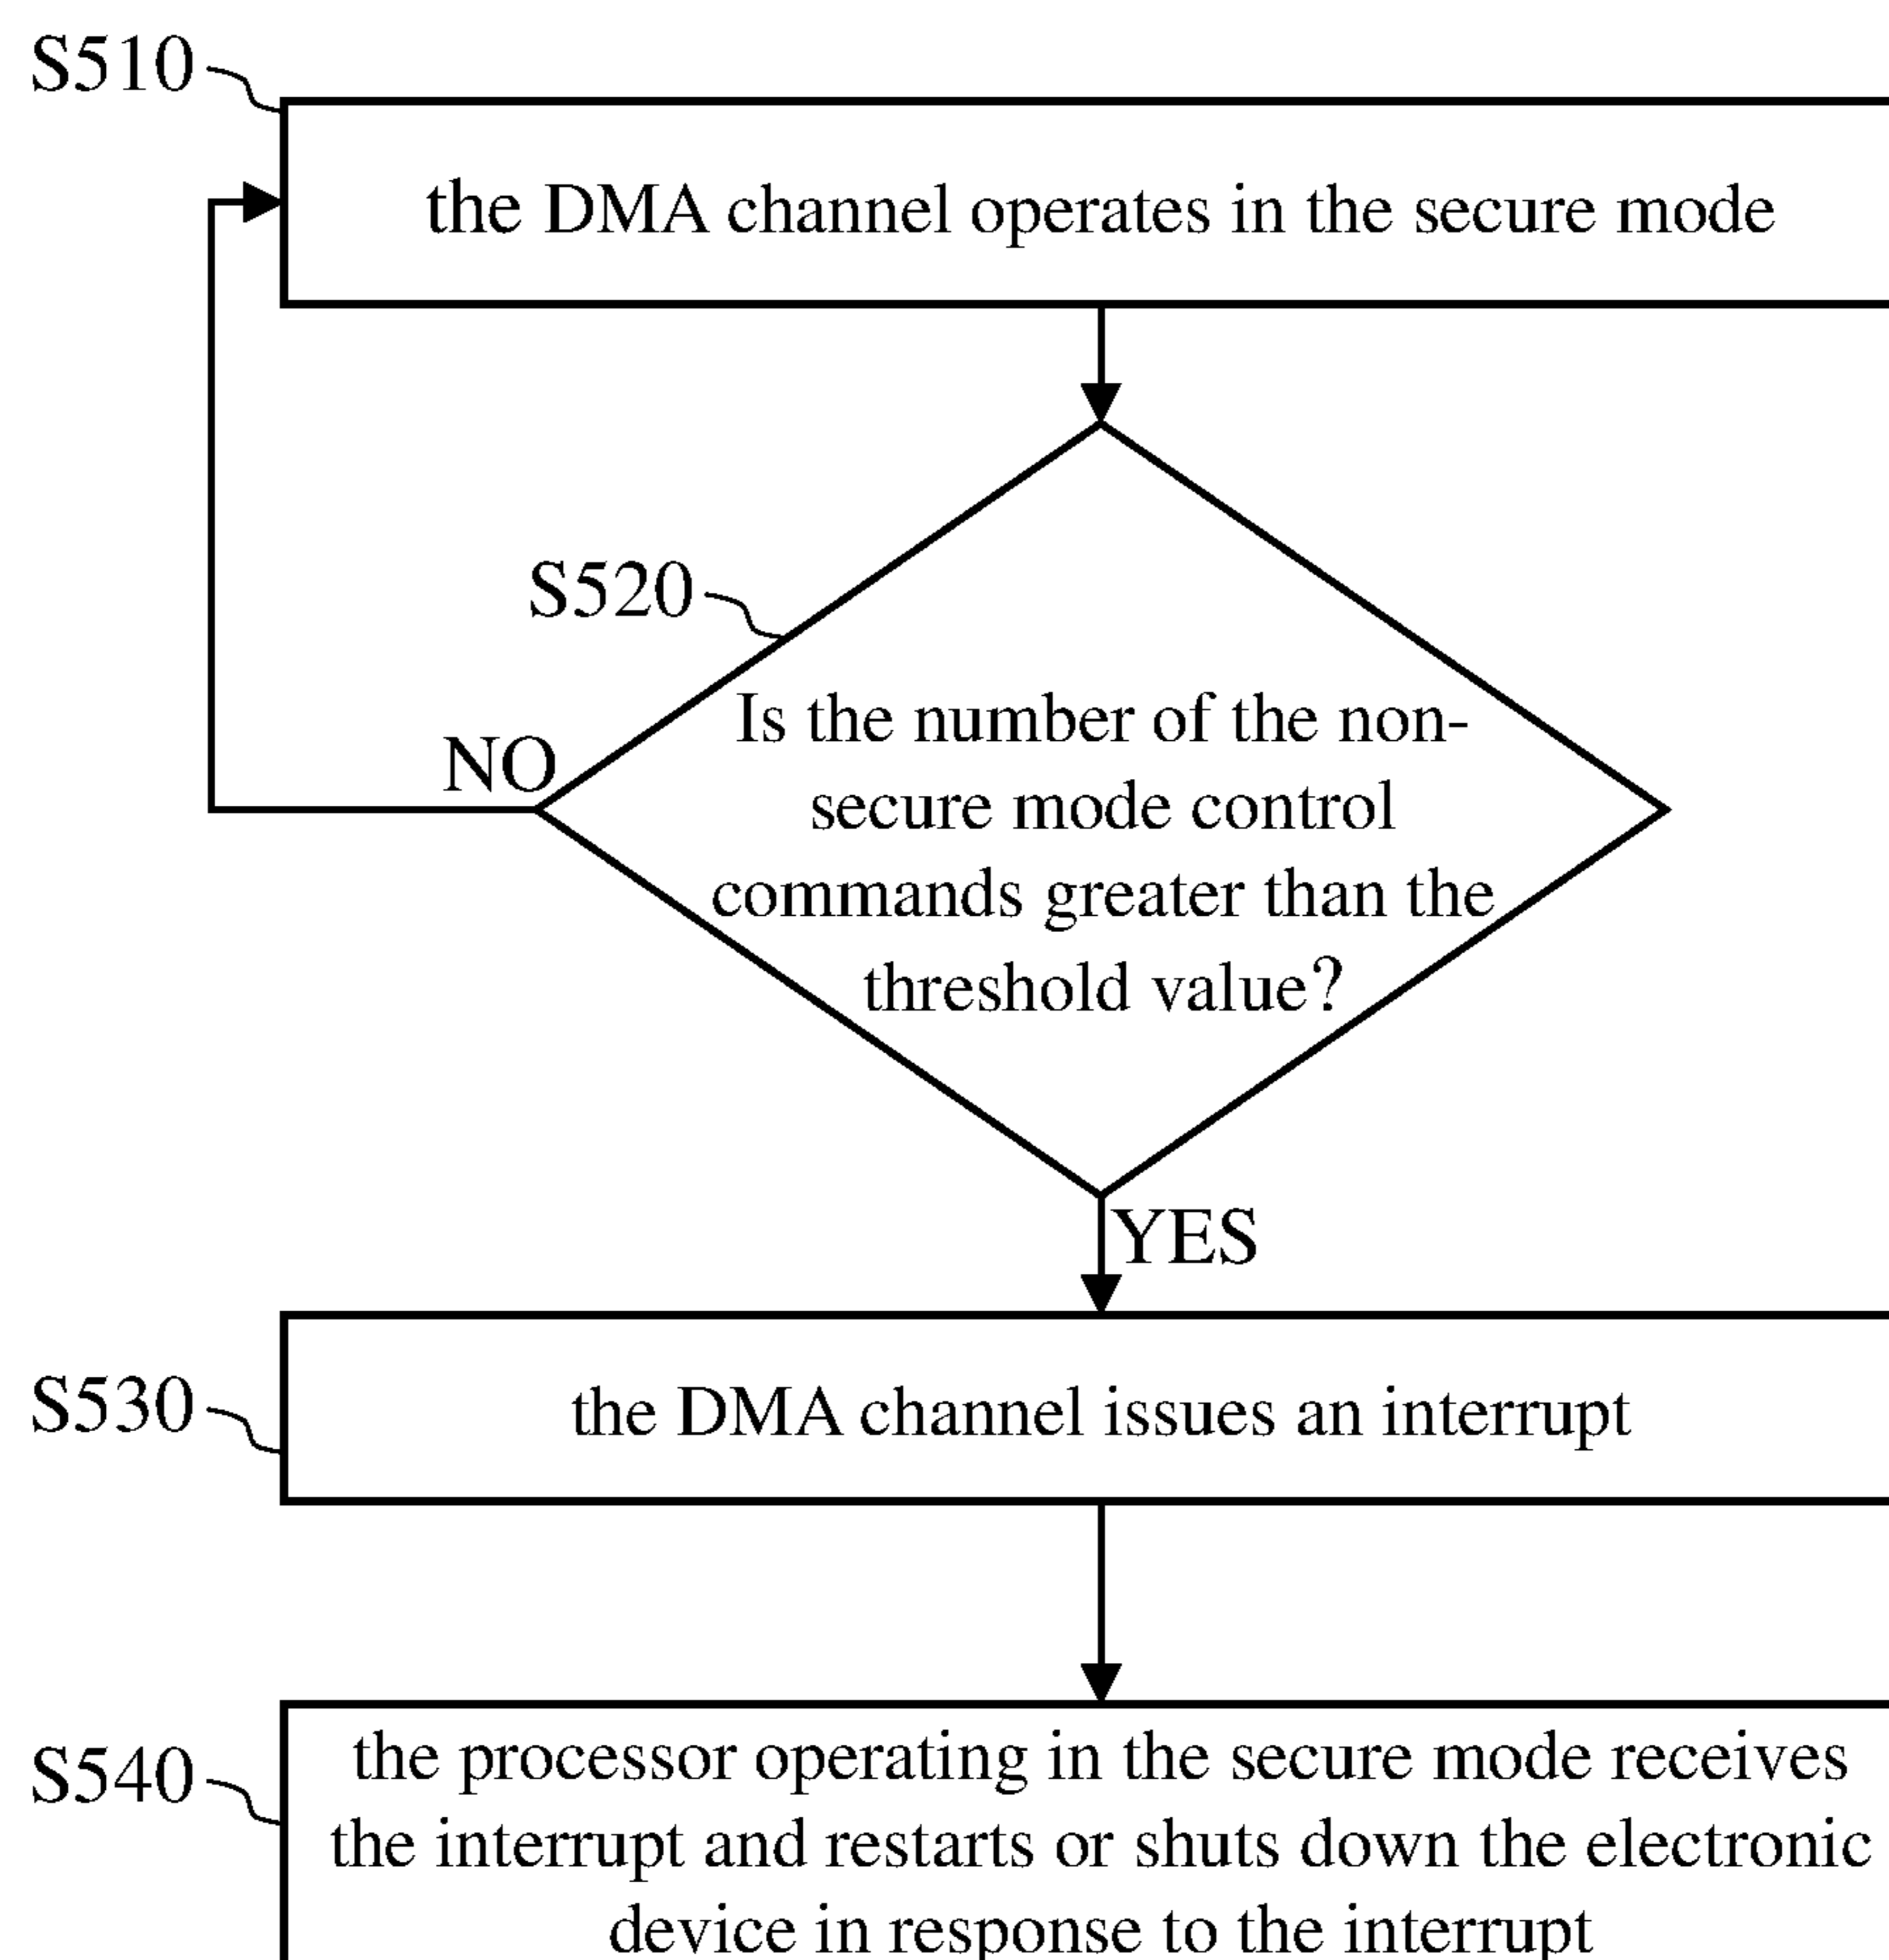 S510
the DMA channel operates in the secure mode
S520
Is the number of the non-
secure mode control
commands greater than the
threshold value?
NO
YES
S530
the DMA channel issues an interrupt
S540
the processor operating in the secure mode receives
the interrupt and restarts or shuts down the electronic
device in response to the interrupt